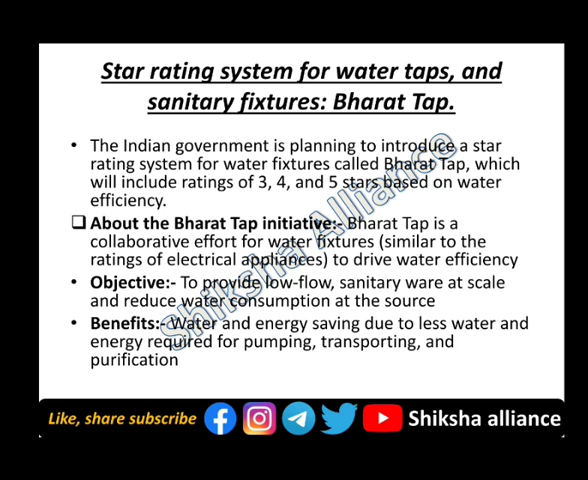 Star rating system for water taps, and
sanitary fixtures: Bharat Tap.
• The Indian government is planning to introduce a star
rating system for water fixtures called Bharat Tap, which
will include ratings of 3, 4, and 5 stars based on water
efficiency.
❑ About the Bharat Tap initiative:- Bharat Tap is a
collaborative effort for water fixtures (similar to the
ratings of electrical appliances) to drive water efficiency
• Objective:- To provide low-flow, sanitary ware at scale
and reduce water consumption at the source
• Benefits:- Water and energy saving due to less water and
energy required for pumping, transporting, and
purification
Shiksha Alliance
Like, share subscribe
Shiksha alliance